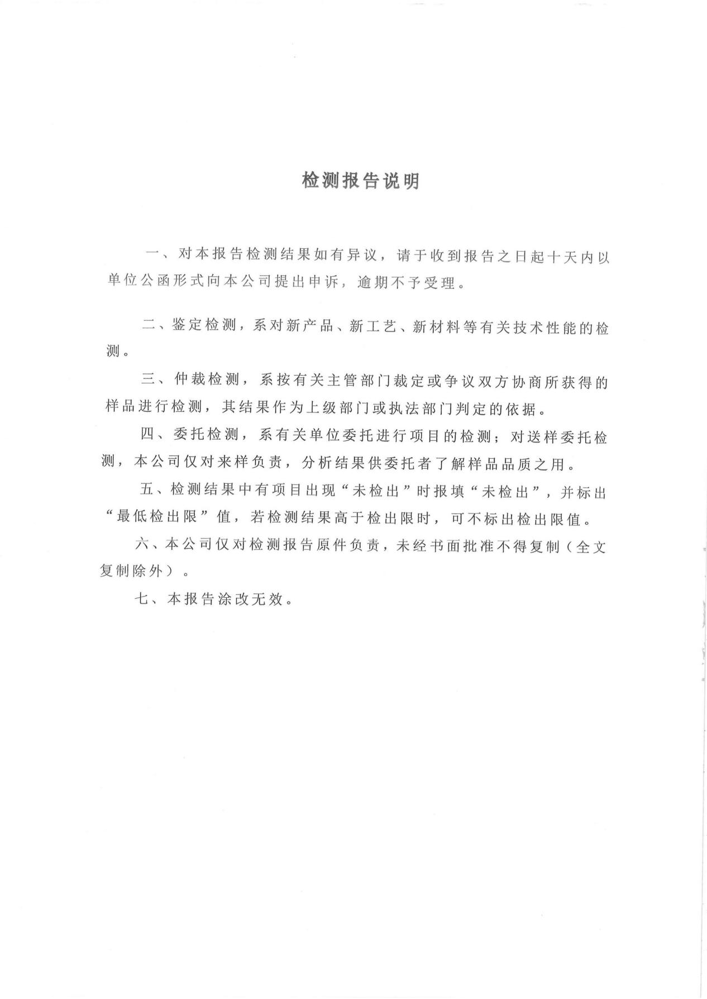 检测报告说明
一、对本报告检测结果如有异议，请于收到报告之日起十天内以
单位公函形式向本公司提出申诉，逾期不予受理。
二、鉴定检测，系对新产品、新工艺、新材料等有关技术性能的检
测。
三、仲裁检测，系按有关主管部门裁定或争议双方协商所获得的
样品进行检测，其结果作为上级部门或执法部门判定的依据。
四、委托检测，系有关单位委托进行项目的检测；对送样委托检
测，本公司仅对来样负责，分析结果供委托者了解样品品质之用。
五、检测结果中有项目出现“未检出”时报填“未检出”，并标出
“最低检出限”值，若检测结果高于检出限时，可不标出检出限值。
六、本公司仅对检测报告原件负责，未经书面批准不得复制（全文
复制除外）。
七、本报告涂改无效。